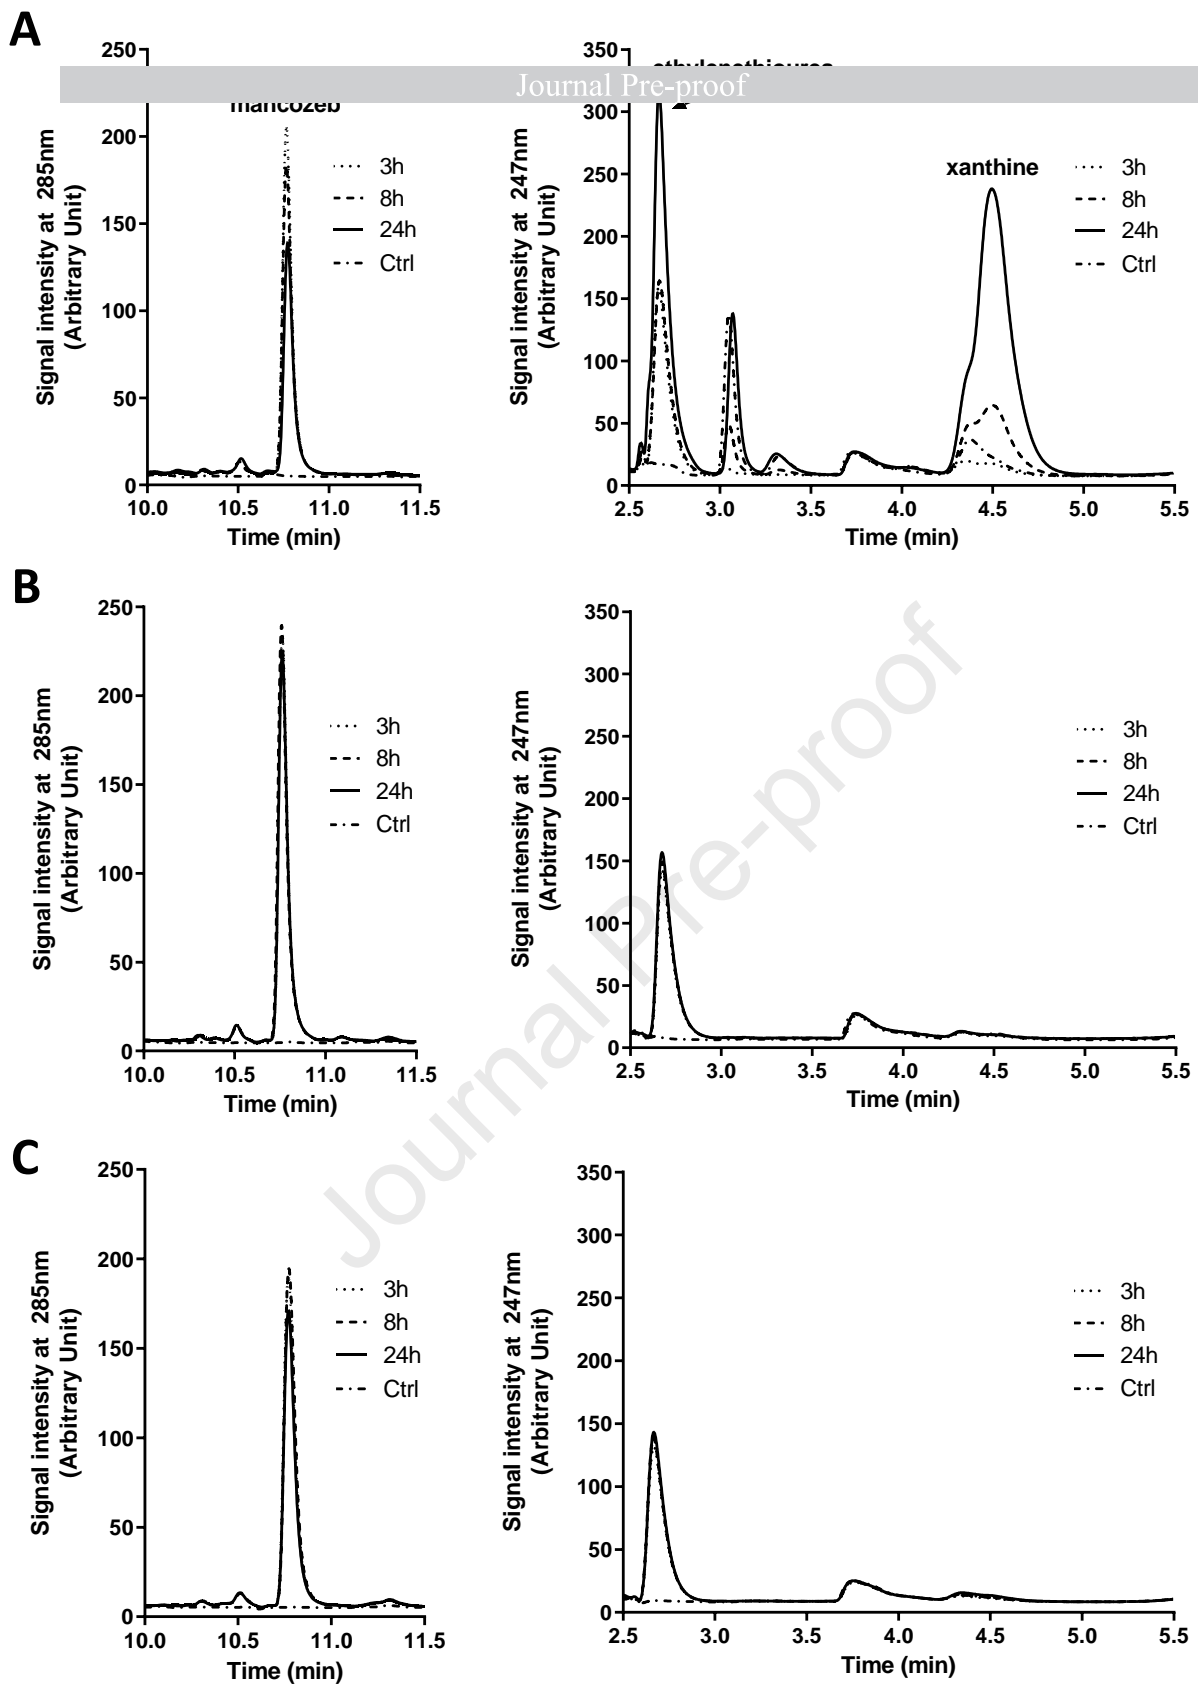 A
250
200
150
100
50
0
10.0 10.5 11.0 11.5
Time (min)
Signal intensity at 285nm
(Arbitrary Unit)
mancozeb
3h
8h
24h
Ctrl
Journal Pre-proof
350
300
250
200
150
100
50
0
2.5 3.0 3.5 4.0 4.5 5.0 5.5
Time (min)
Signal intensity at 247nm
(Arbitrary Unit)
xanthine
3h
8h
24h
Ctrl
B
250
200
150
100
50
0
10.0 10.5 11.0 11.5
Time (min)
Signal intensity at 285nm
(Arbitrary Unit)
3h
8h
24h
Ctrl
350
300
250
200
150
100
50
0
2.5 3.0 3.5 4.0 4.5 5.0 5.5
Time (min)
Signal intensity at 247nm
(Arbitrary Unit)
3h
8h
24h
Ctrl
Journal Pre-proof
C
250
200
150
100
50
0
10.0 10.5 11.0 11.5
Time (min)
Signal intensity at 285nm
(Arbitrary Unit)
3h
8h
24h
Ctrl
350
300
250
200
150
100
50
0
2.5 3.0 3.5 4.0 4.5 5.0 5.5
Time (min)
Signal intensity at 247nm
(Arbitrary Unit)
3h
8h
24h
Ctrl